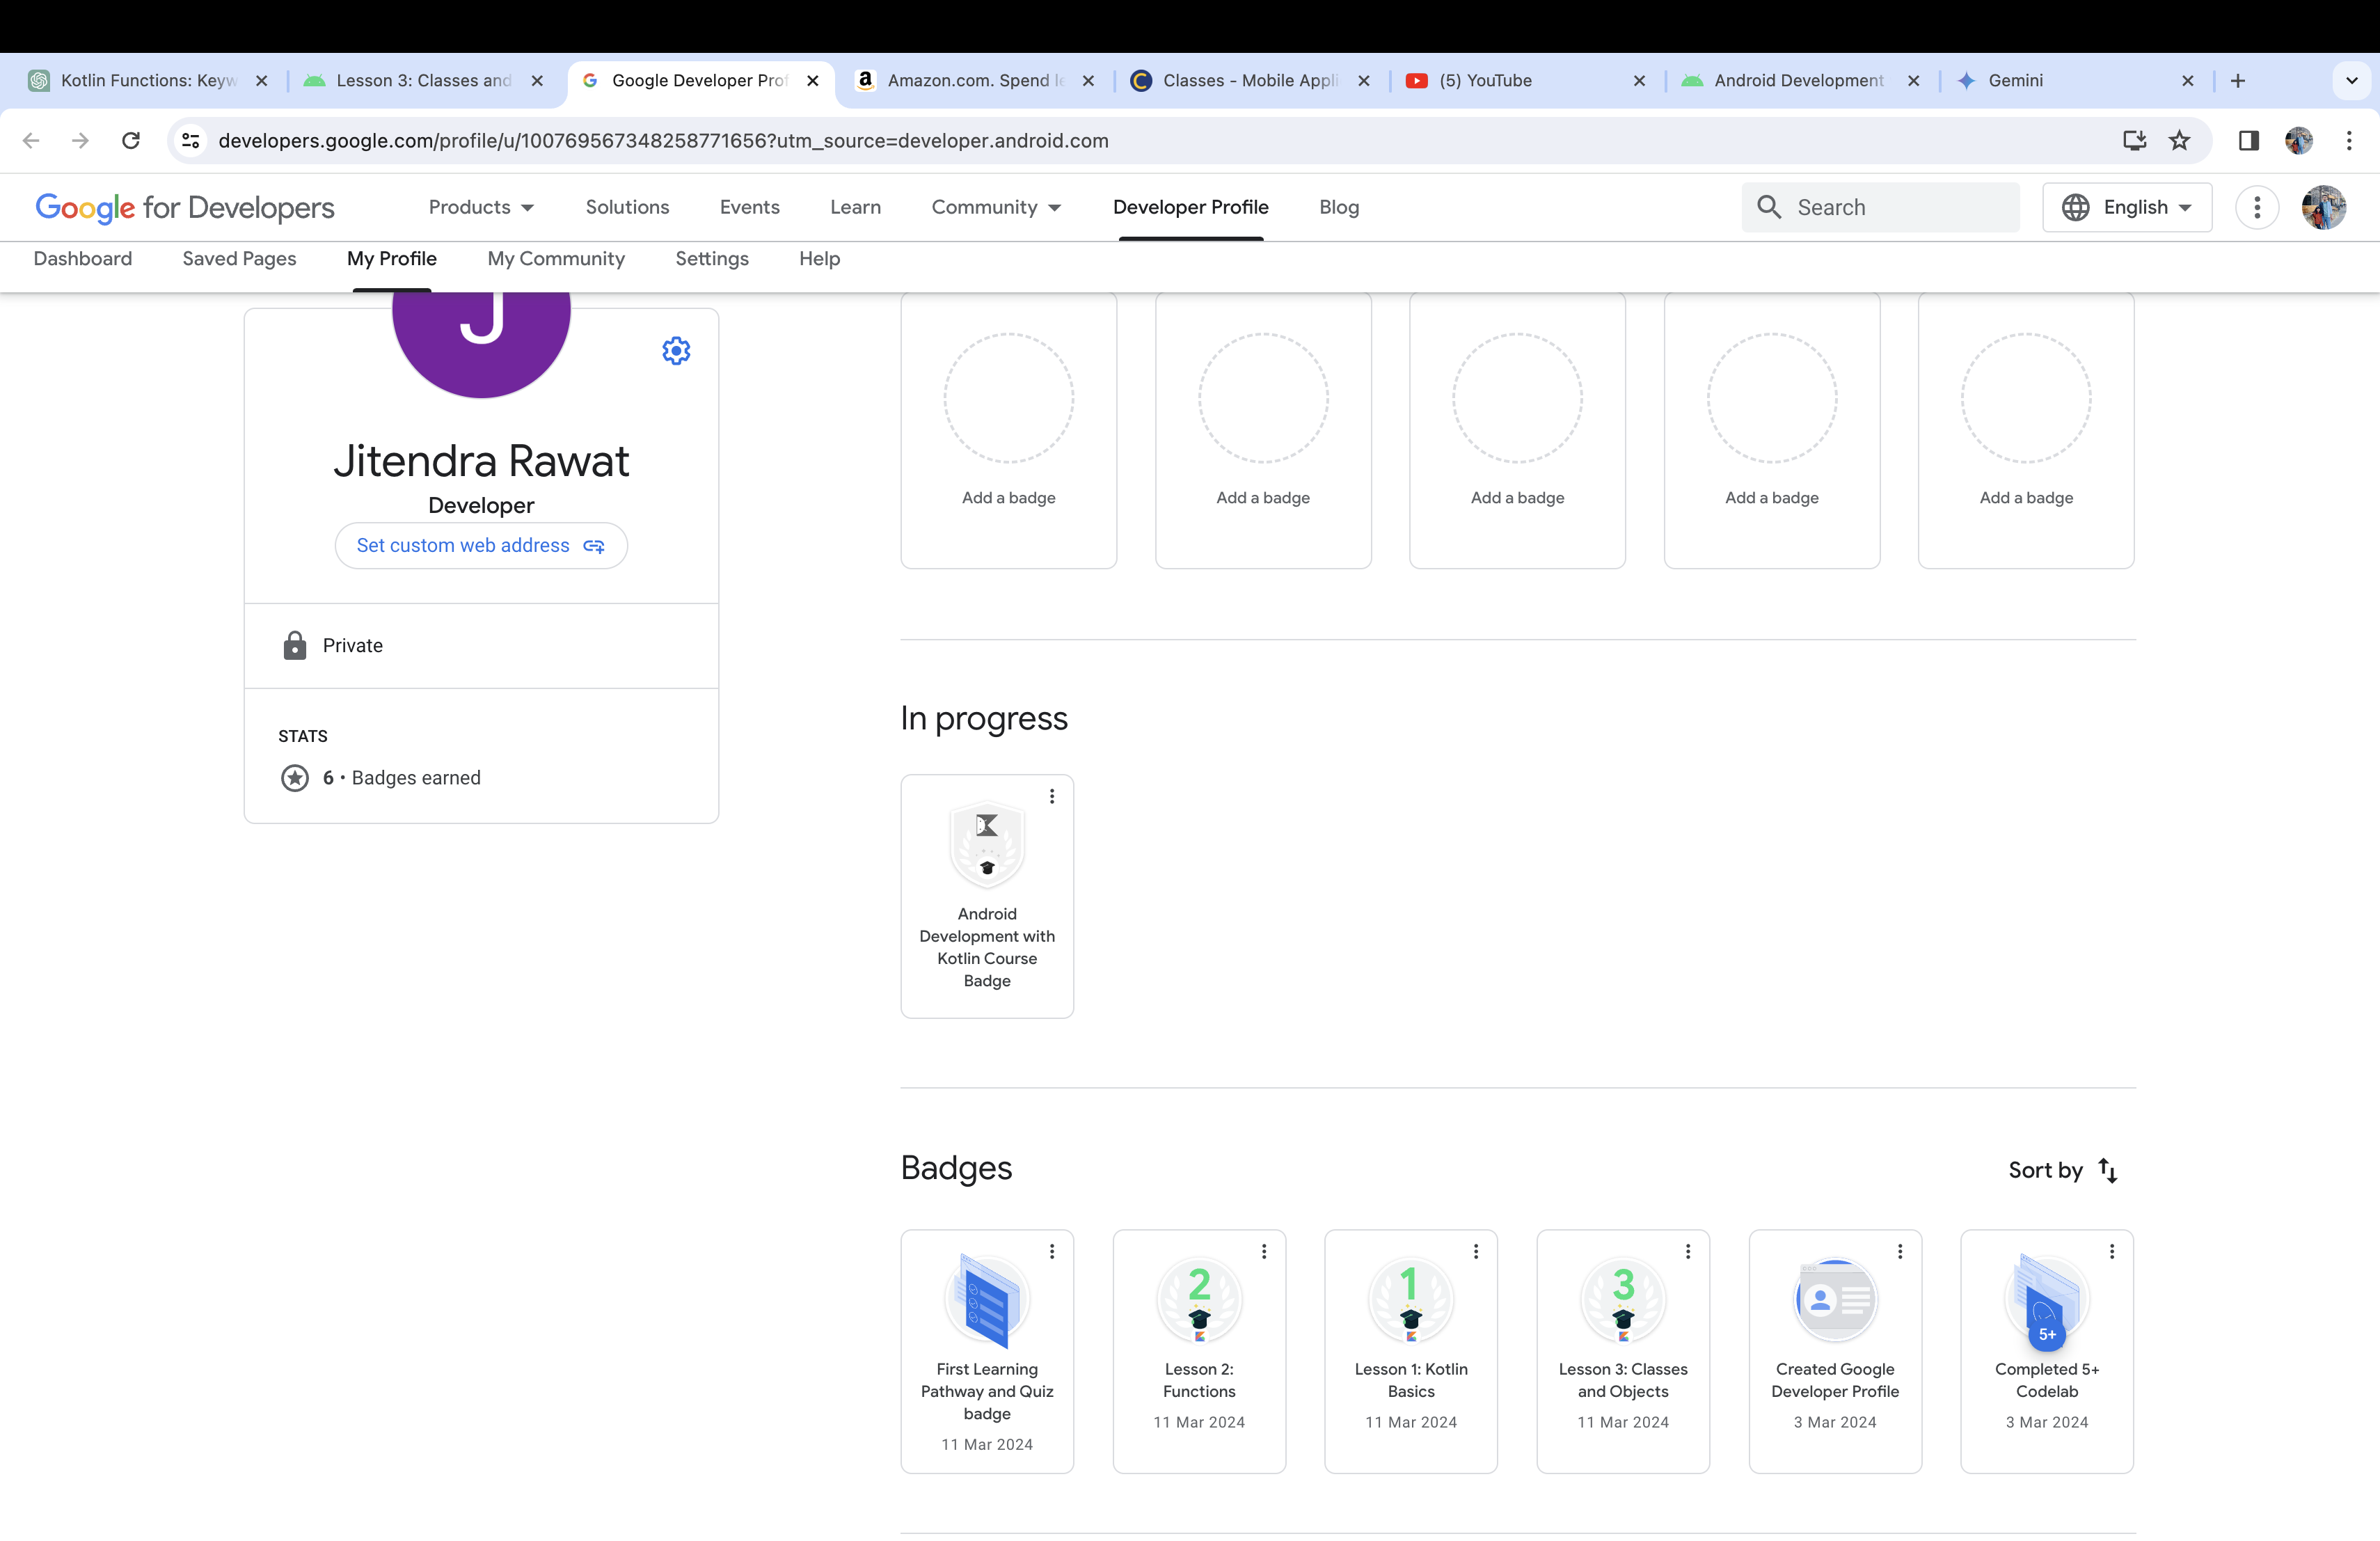 Kotlin Functions: Keyw
Lesson 3: Classes and
Google Developer Prof
Amazon.com. Spend le
Classes - Mobile Appli
(5) YouTube
Android Development
Gemini
developers.google.com/profile/u/100769567348258771656?utm_source=developer.android.com
Google for Developers
Products
Solutions
Events
Learn
Community
Developer Profile
Blog
Search
English
Dashboard
Saved Pages
My Profile
My Community
Settings
Help
J
Jitendra Rawat
Developer
Set custom web address
Private
STATS
6 • Badges earned
Add a badge
Add a badge
Add a badge
Add a badge
Add a badge
In progress
Android
Development with
Kotlin Course
Badge
Badges
Sort by
First Learning
Pathway and Quiz
badge
11 Mar 2024
2
Lesson 2:
Functions
11 Mar 2024
1
Lesson 1: Kotlin
Basics
11 Mar 2024
3
Lesson 3: Classes
and Objects
11 Mar 2024
Created Google
Developer Profile
3 Mar 2024
5+
Completed 5+
Codelab
3 Mar 2024